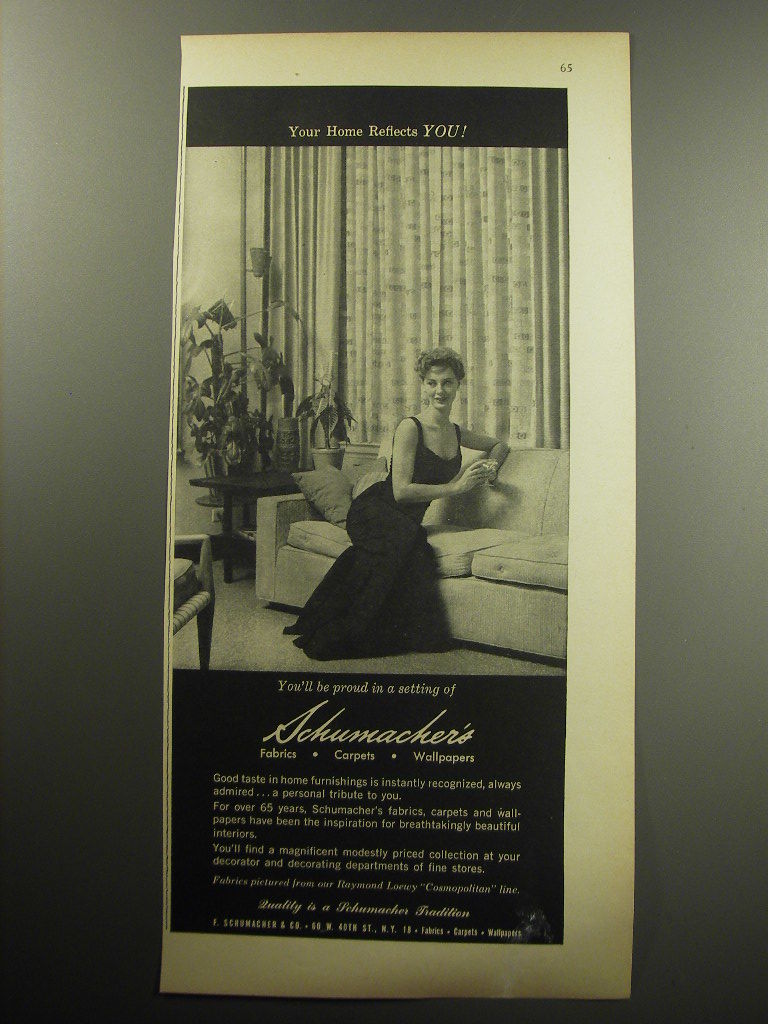 65
Your Home Reflects YOU!
You'll be proud in a setting of
Schumacher's
Fabrics • Carpets • Wallpapers
Good taste in home furnishings is instantly recognized, always
admired . . . a personal tribute to you.
For over 65 years, Schumacher's fabrics, carpets and wall-
papers have been the inspiration for breathtakingly beautiful
interiors.
You'll find a magnificent modestly priced collection at your
decorator and decorating departments of fine stores.
Fabrics pictured from our Raymond Loewy "Cosmopolitan" line.
Quality is a Schumacher Tradition
F. SCHUMACHER & CO. • 60 W. 40TH ST., N.Y. 18 • Fabrics • Carpets • Wallpapers